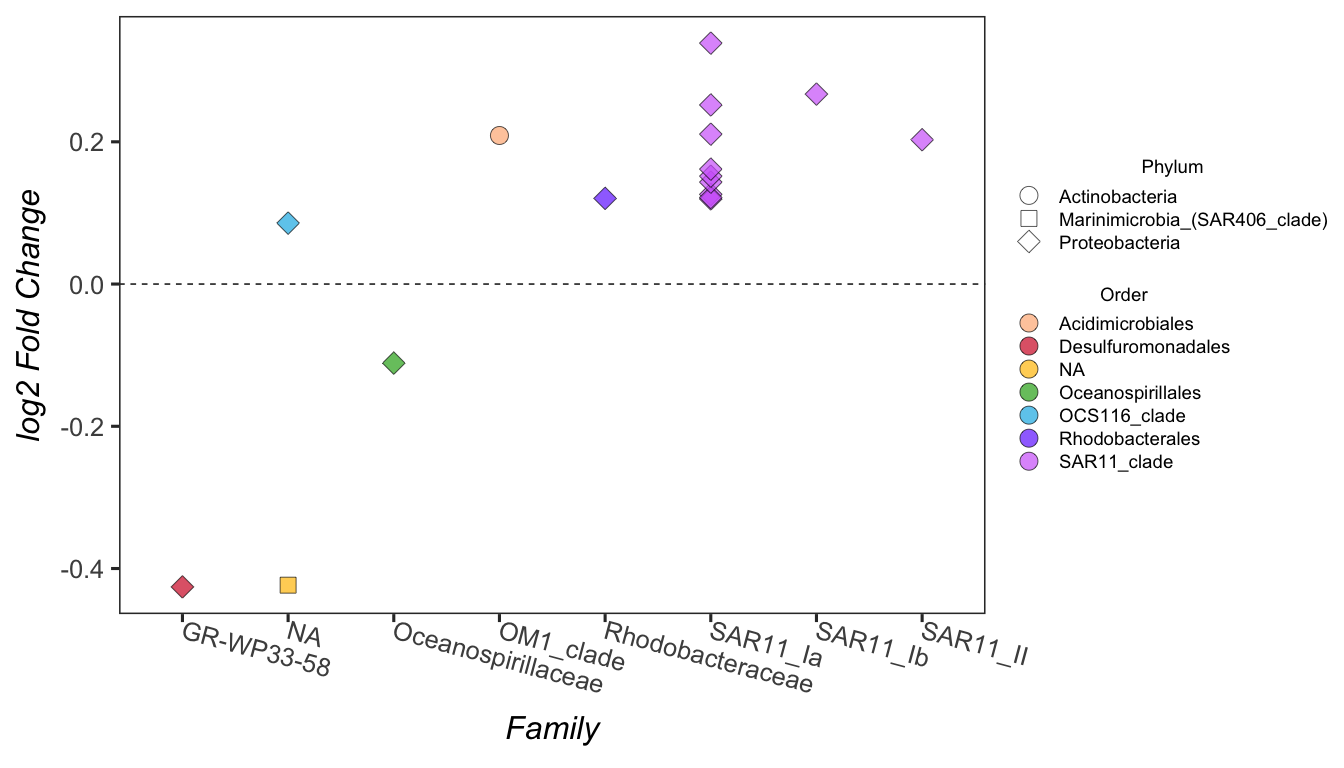 log2 Fold Change
0.2
0.0
-0.2
-0.4
GR-WP33-58
NA
Oceanospirillaceae
OM1_clade
Rhodobacteraceae
SAR11_Ia
SAR11_Ib
SAR11_II
Family
Phylum
Actinobacteria
Marinimicrobia_(SAR406_clade)
Proteobacteria
Order
Acidimicrobiales
Desulfuromonadales
NA
Oceanospirillales
OCS116_clade
Rhodobacterales
SAR11_clade